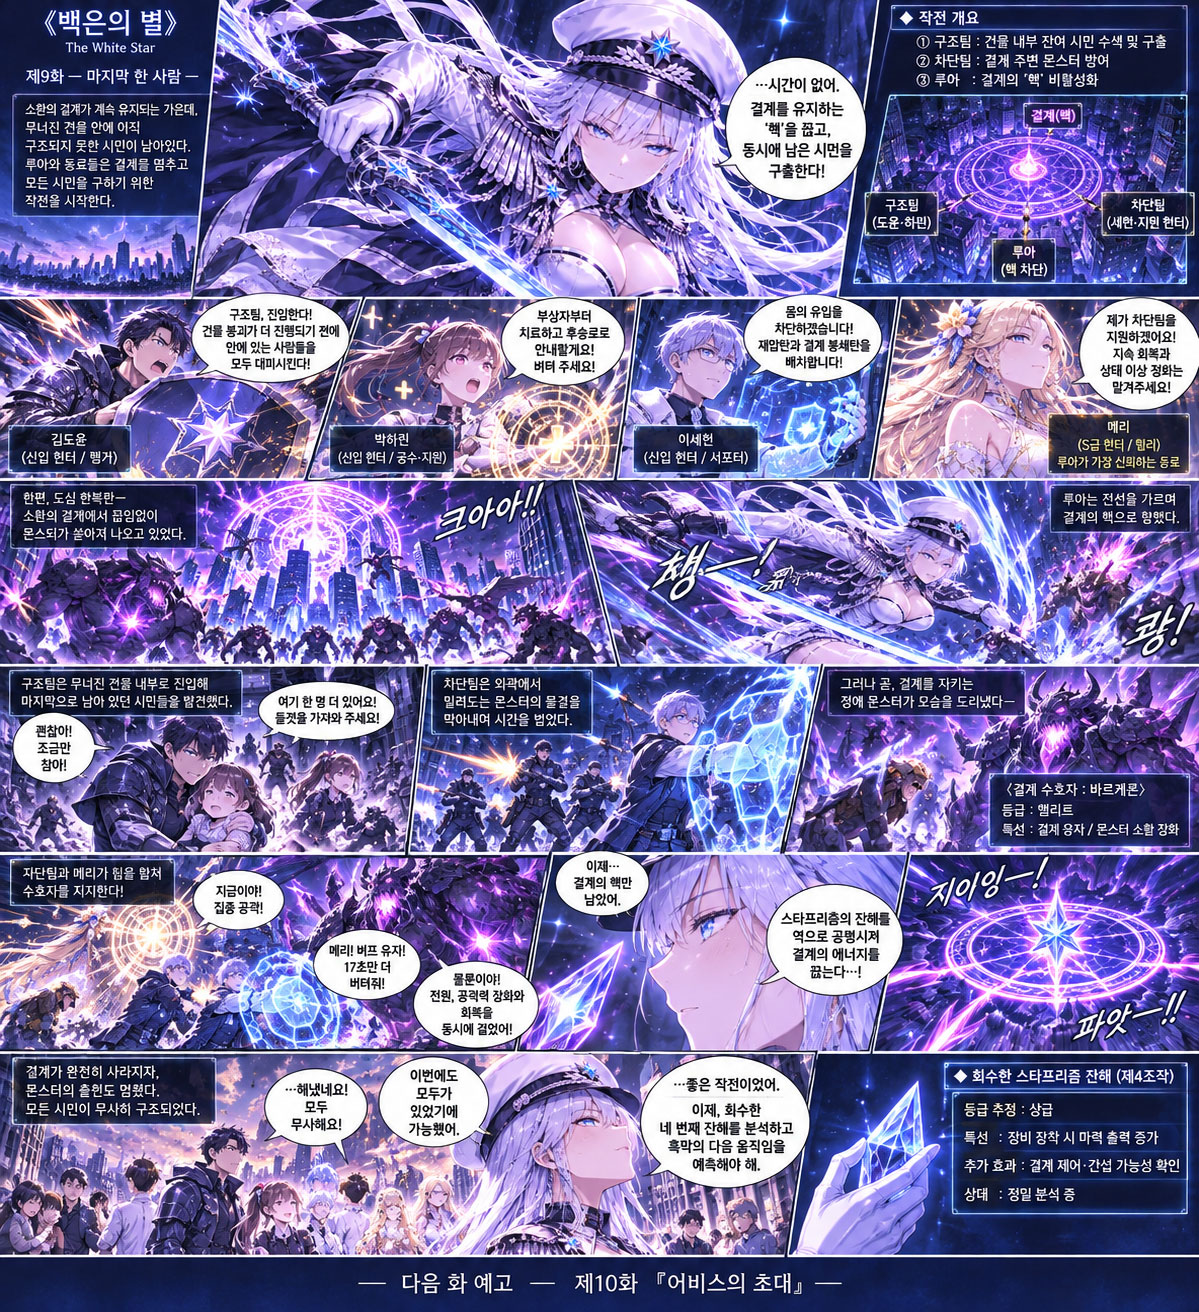 《백은의 별》
The White Star
제9화 — 마지막 한 사람 —
소환의 결계가 계속 유지되는 가운데,
무너진 건물 안에 아직
구조되지 못한 시민이 남아있다.
루아와 동료들은 결계를 멈추고
모든 시민을 구하기 위한
작전을 시작한다.
…시간이 없어.
결계를 유지하는
'핵'을 끊고,
동시에 남은 시민을
구출한다!
◆ 작전 개요
① 구조팀 : 건물 내부 잔여 시민 수색 및 구출
② 차단팀 : 결계 주변 몬스터 방어
③ 루아 : 결계의 '핵' 비활성화
결계(핵)
구조팀
(도윤·하린)
차단팀
(세현·지원 헌터)
루아
(핵 차단)
구조팀, 진입한다!
건물 붕괴가 더 진행되기 전에
안에 있는 사람들을
모두 대피시킨다!
김도윤
(신입 헌터 / 탱커)
부상자부터
치료하고 후송로로
안내할게요!
버텨 주세요!
박하린
(신입 헌터 / 궁수·지원)
몹의 유입을
차단하겠습니다!
재압탄과 결계 봉쇄탄을
배치합니다!
이세헌
(신입 헌터 / 서포터)
제가 차단팀을
지원하겠어요!
지속 회복과
상태 이상 정화는
맡겨주세요!
메리
(S급 헌터 / 힐러)
루아가 가장 신뢰하는 동료
한편, 도심 한복판—
소환의 결계에서 끊임없이
몬스터가 쏟아져 나오고 있었다.
크아아!!
루아는 전선을 가르며
결계의 핵으로 향했다.
챙—!
쾅!
구조팀은 무너진 건물 내부로 진입해
마지막으로 남아 있던 시민들을 발견했다.
괜찮아!
조금만
참아!
여기 한 명 더 있어요!
들것을 가져와 주세요!
차단팀은 외곽에서
밀려드는 몬스터의 물결을
막아내며 시간을 벌었다.
그러나 곧, 결계를 지키는
정예 몬스터가 모습을 드러냈다—
〈결계 수호자 : 바르케론〉
등급 : 엘리트
특선 : 결계 융자 / 몬스터 소환 강화
차단팀과 메리가 힘을 합쳐
수호자를 저지한다!
지금이야!
집중 공략!
메리! 버프 유지!
17초만 더
버텨줘!
물론이야!
전원, 공격력 강화와
회복을
동시에 걸었어!
이제…
결계의 핵만
남았어.
스타프리즘의 잔해를
역으로 공명시켜
결계의 에너지를
끊는다…!
지이잉—!
파앗—!!
결계가 완전히 사라지자,
몬스터의 출현도 멈췄다.
모든 시민이 무사히 구조되었다.
…해냈네요!
모두
무사해요!
이번에도
모두가
있었기에
가능했어.
…좋은 작전이었어.
이제, 회수한
네 번째 잔해를 분석하고
흑막의 다음 움직임을
예측해야 해.
◆ 회수한 스타프리즘 잔해 (제4조작)
등급 추정 : 상급
특선 : 장비 장착 시 마력 출력 증가
추가 효과 : 결계 제어·간섭 가능성 확인
상태 : 정밀 분석 중
— 다음 화 예고 — 제10화 『어비스의 초대』—